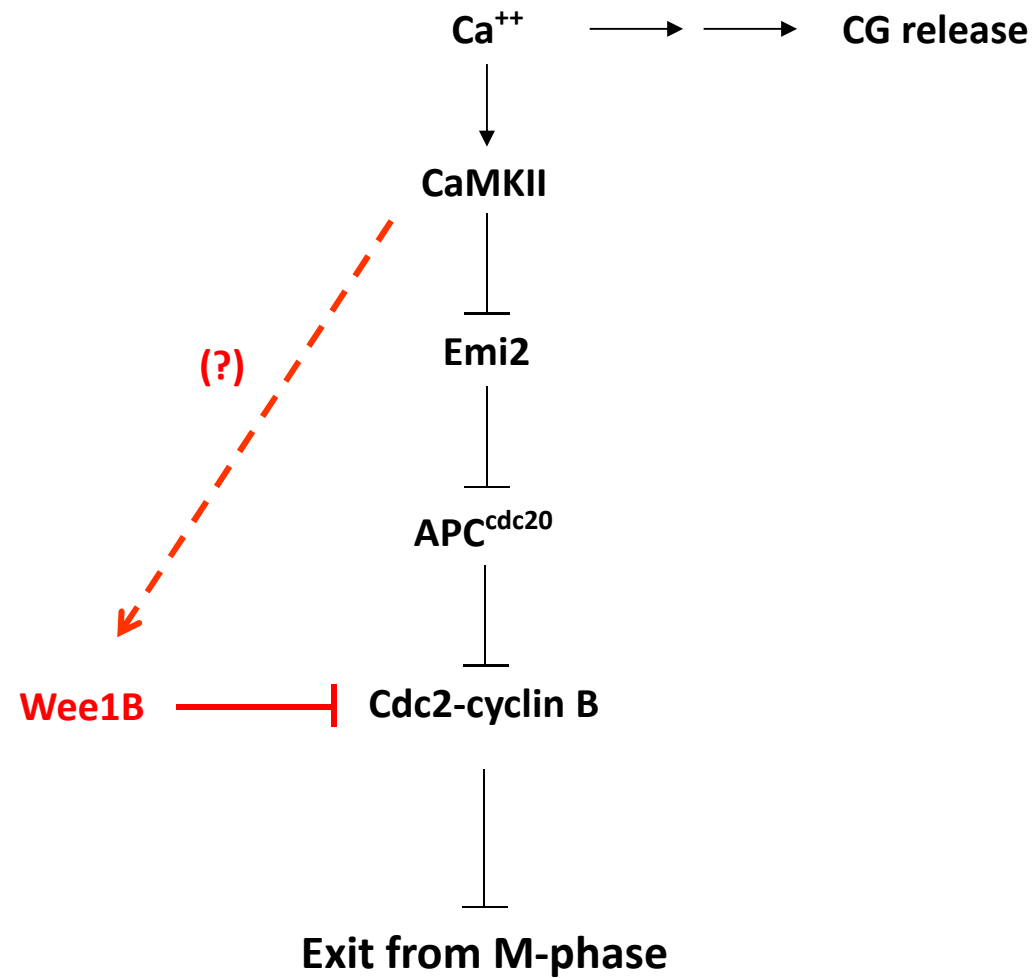 Ca++
CG release
CaMKII
(?)
Emi2
APCcdc20
Wee1B
Cdc2-cyclin B
Exit from M-phase